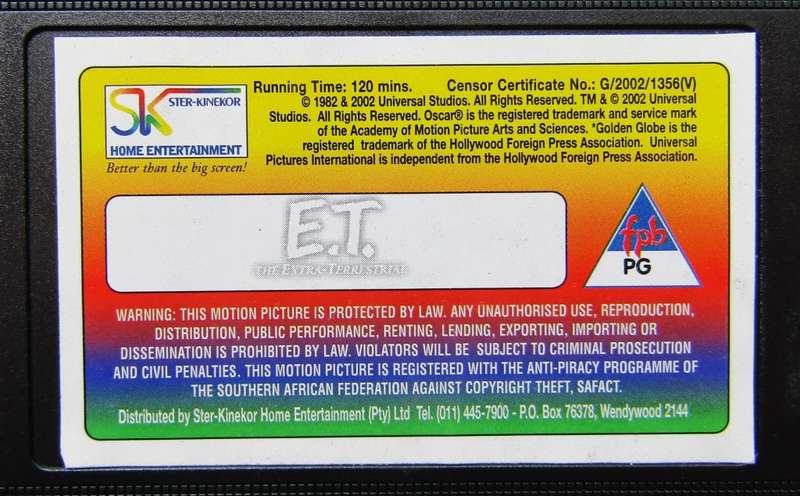 SK STER-KINEKOR
HOME ENTERTAINMENT
Better than the big screen!
Running Time: 120 mins. Censor Certificate No.: G/2002/1356(V)
© 1982 & 2002 Universal Studios. All Rights Reserved. TM & © 2002 Universal
Studios. All Rights Reserved. Oscar® is the registered trademark and service mark
of the Academy of Motion Picture Arts and Sciences. *Golden Globe is the
registered trademark of the Hollywood Foreign Press Association. Universal
Pictures International is independent from the Hollywood Foreign Press Association.
E.T.
THE EXTRA-TERRESTRIAL
fpb
PG
WARNING: THIS MOTION PICTURE IS PROTECTED BY LAW. ANY UNAUTHORISED USE, REPRODUCTION,
DISTRIBUTION, PUBLIC PERFORMANCE, RENTING, LENDING, EXPORTING, IMPORTING OR
DISSEMINATION IS PROHIBITED BY LAW. VIOLATORS WILL BE SUBJECT TO CRIMINAL PROSECUTION
AND CIVIL PENALTIES. THIS MOTION PICTURE IS REGISTERED WITH THE ANTI-PIRACY PROGRAMME OF
THE SOUTHERN AFRICAN FEDERATION AGAINST COPYRIGHT THEFT, SAFACT.
Distributed by Ster-Kinekor Home Entertainment (Pty) Ltd Tel. (011) 445-7900 - P.O. Box 76378, Wendywood 2144